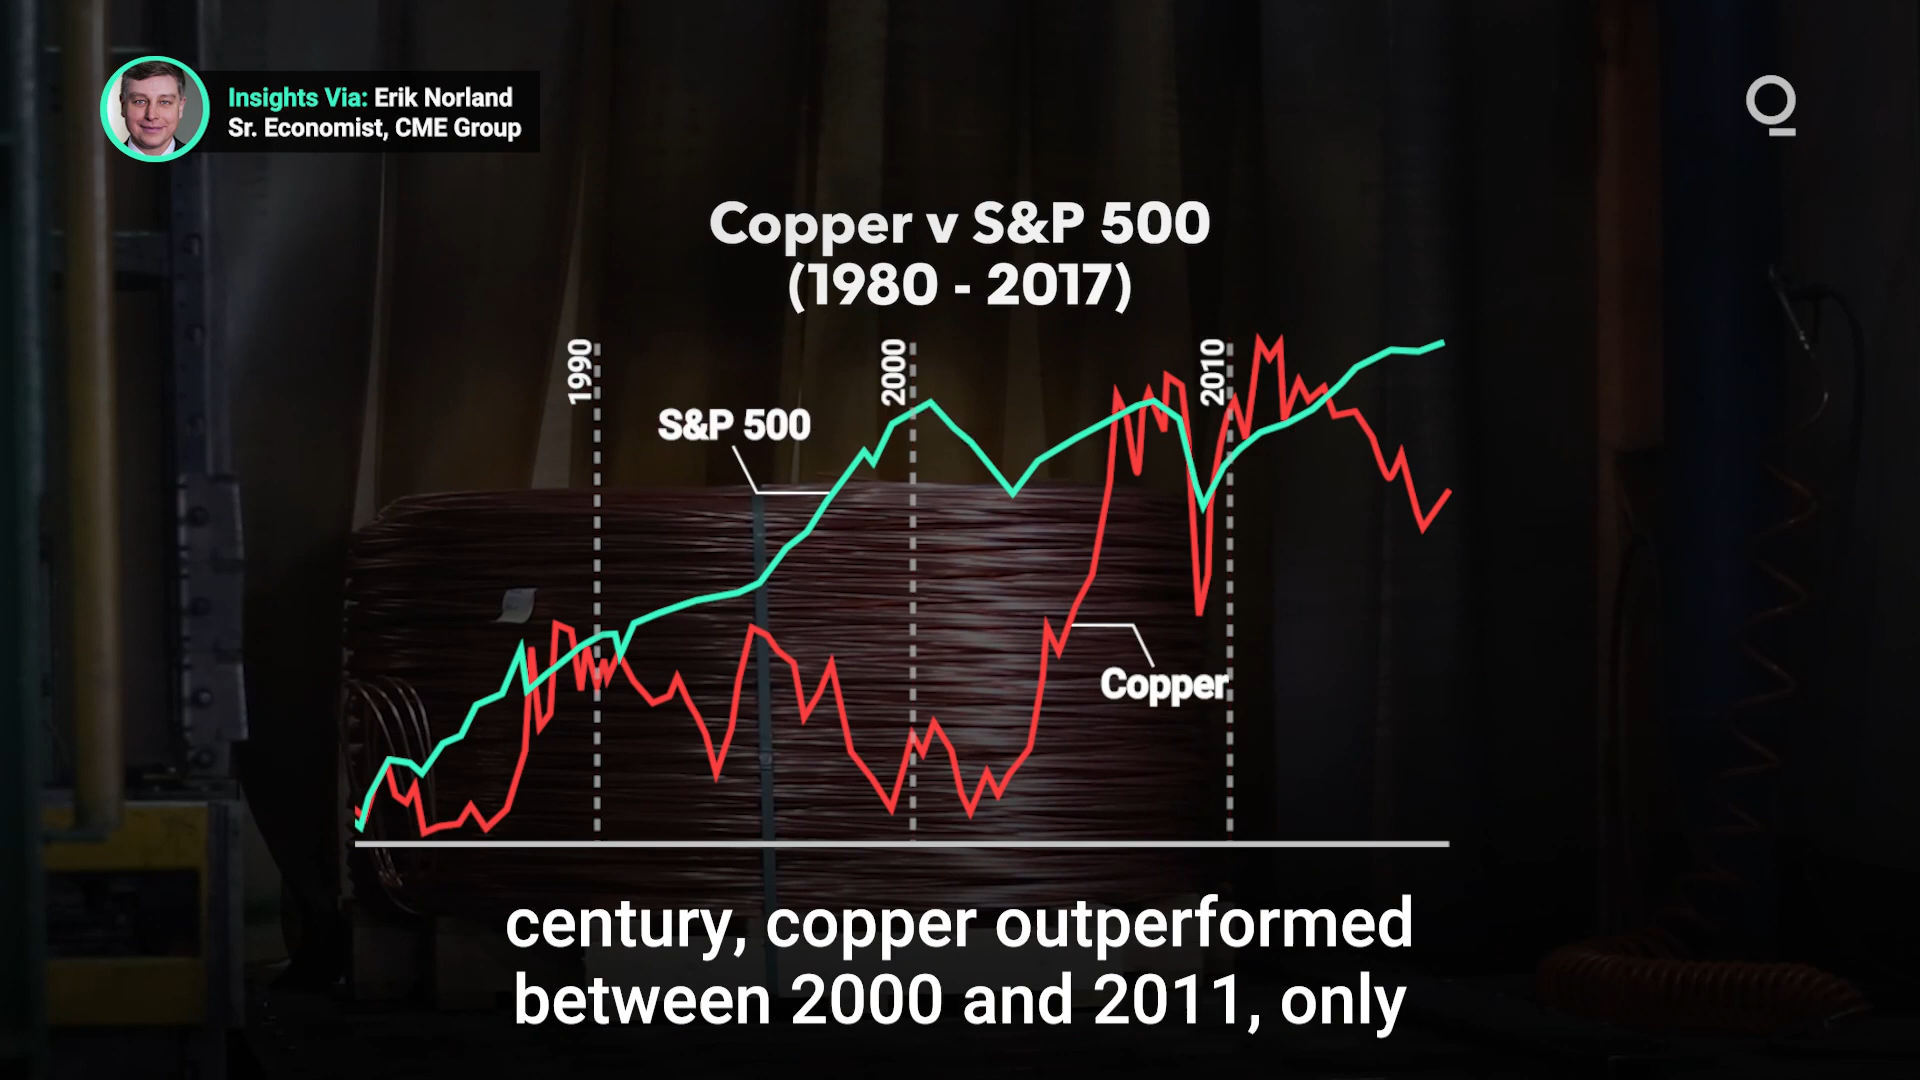 Insights Via: Erik Norland
Sr. Economist, CME Group
Copper v S&P 500
(1980 - 2017)
1990
2000
2010
S&P 500
Copper
century, copper outperformed
between 2000 and 2011, only